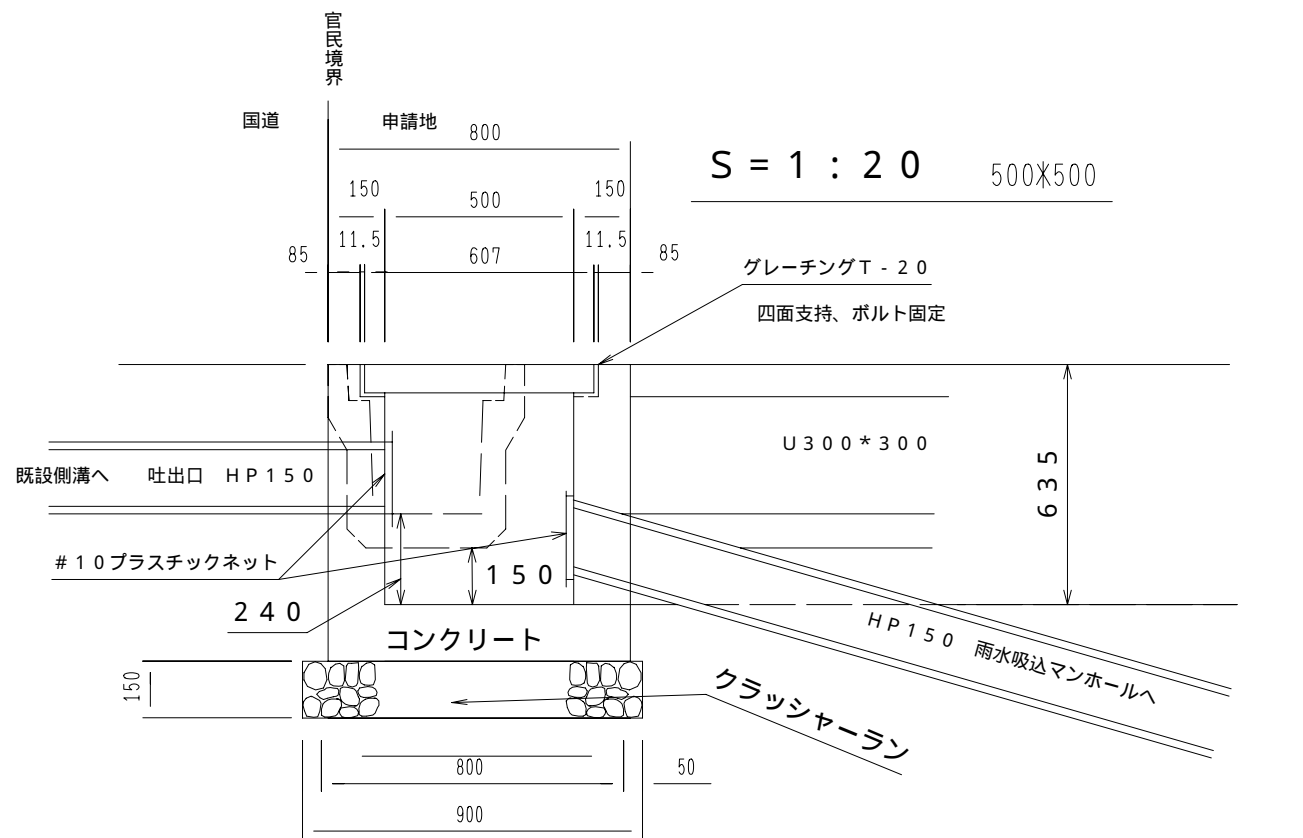 官民境界
国道
申請地
800
S=1:20
500X500
150
500
150
85
11.5
607
11.5
85
グレーチングT-20
四面支持、ボルト固定
U300*300
635
既設側溝へ 吐出口 HP150
#10プラスチックネット
150
240
コンクリート
HP150 雨水吸込マンホールへ
150
クラッシャーラン
800
50
900